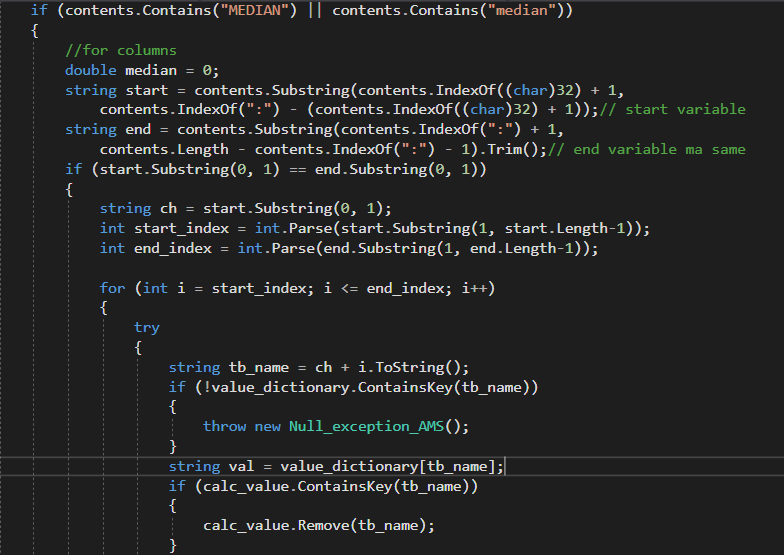 if (contents.Contains("MEDIAN") || contents.Contains("median"))
{
//for columns
double median = 0;
string start = contents.Substring(contents.IndexOf((char)32) + 1,
contents.IndexOf(":") - (contents.IndexOf((char)32) + 1));// start variable
string end = contents.Substring(contents.IndexOf(":") + 1,
contents.Length - contents.IndexOf(":") - 1).Trim();// end variable ma same
if (start.Substring(0, 1) == end.Substring(0, 1))
{
string ch = start.Substring(0, 1);
int start_index = int.Parse(start.Substring(1, start.Length-1));
int end_index = int.Parse(end.Substring(1, end.Length-1));
for (int i = start_index; i <= end_index; i++)
{
try
{
string tb_name = ch + i.ToString();
if (!value_dictionary.ContainsKey(tb_name))
{
throw new Null_exception_AMS();
}
string val = value_dictionary[tb_name];
if (calc_value.ContainsKey(tb_name))
{
calc_value.Remove(tb_name);
}